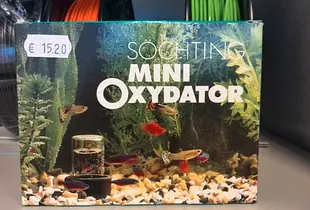 € 15.20
SÖCHTING
MINI
OXYDATOR